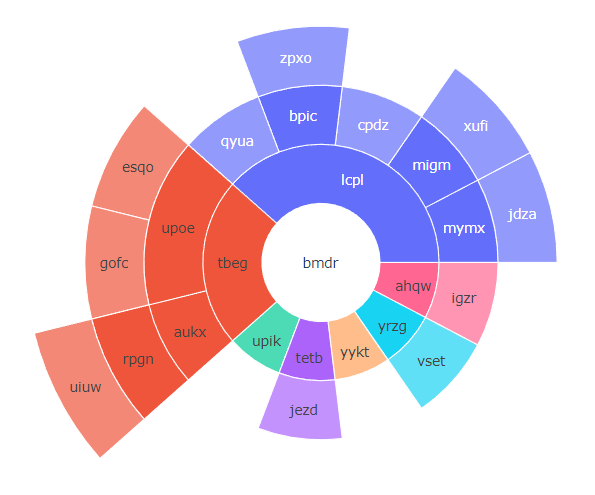 zpxo
bpic
cpdz
xufi
qyua
migm
esqo
lcpl
jdza
upoe
mymx
gofc
tbeg
bmdr
ahqw
igzr
aukx
yrzg
rpgn
upik
tetb
yykt
vset
uiuw
jezd